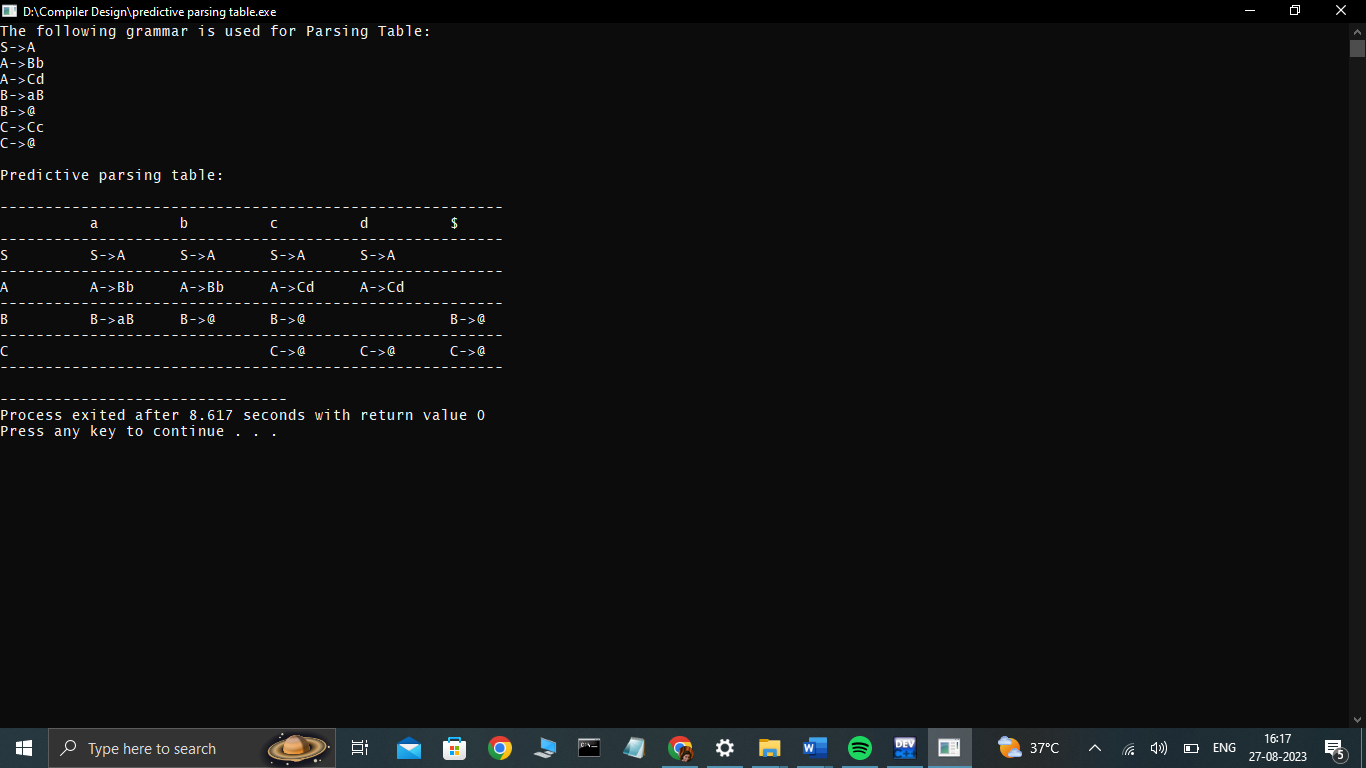 D:\Compiler Design\predictive parsing table.exe
The following grammar is used for Parsing Table:
S->A
A->Bb
A->Cd
B->aB
B->@
C->Cc
C->@
Predictive parsing table:
--------------------------------------------------------
a b c d $
--------------------------------------------------------
S S->A S->A S->A S->A
--------------------------------------------------------
A A->Bb A->Bb A->Cd A->Cd
--------------------------------------------------------
B B->aB B->@ B->@ B->@
--------------------------------------------------------
C C->@ C->@ C->@
--------------------------------------------------------
--------------------------------
Process exited after 8.617 seconds with return value 0
Press any key to continue . . .
Type here to search
W
DEV
37°C
ENG
16:17
27-08-2023
5